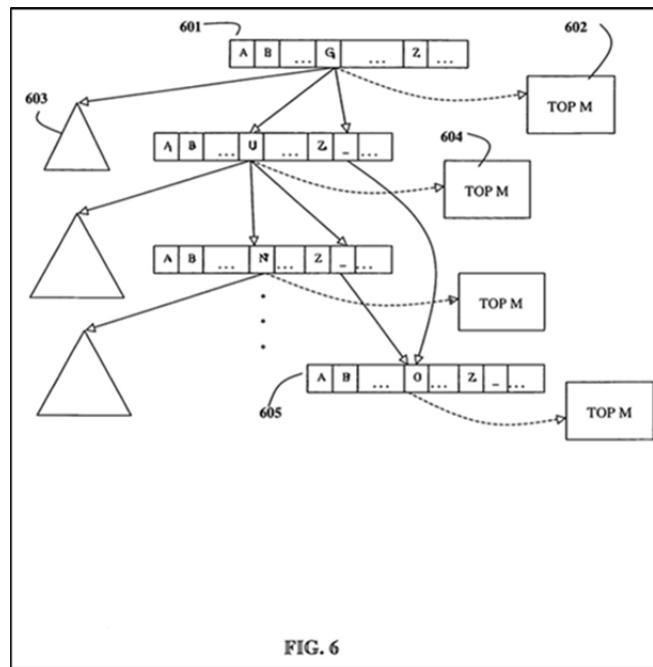 601
602
A B ... G ... Z ...
603
TOP M
604
A B ... U ... Z _ ...
TOP M
A B ... N ... Z _ ...
TOP M
A B ... O ... Z _ ...
605
TOP M
FIG. 6